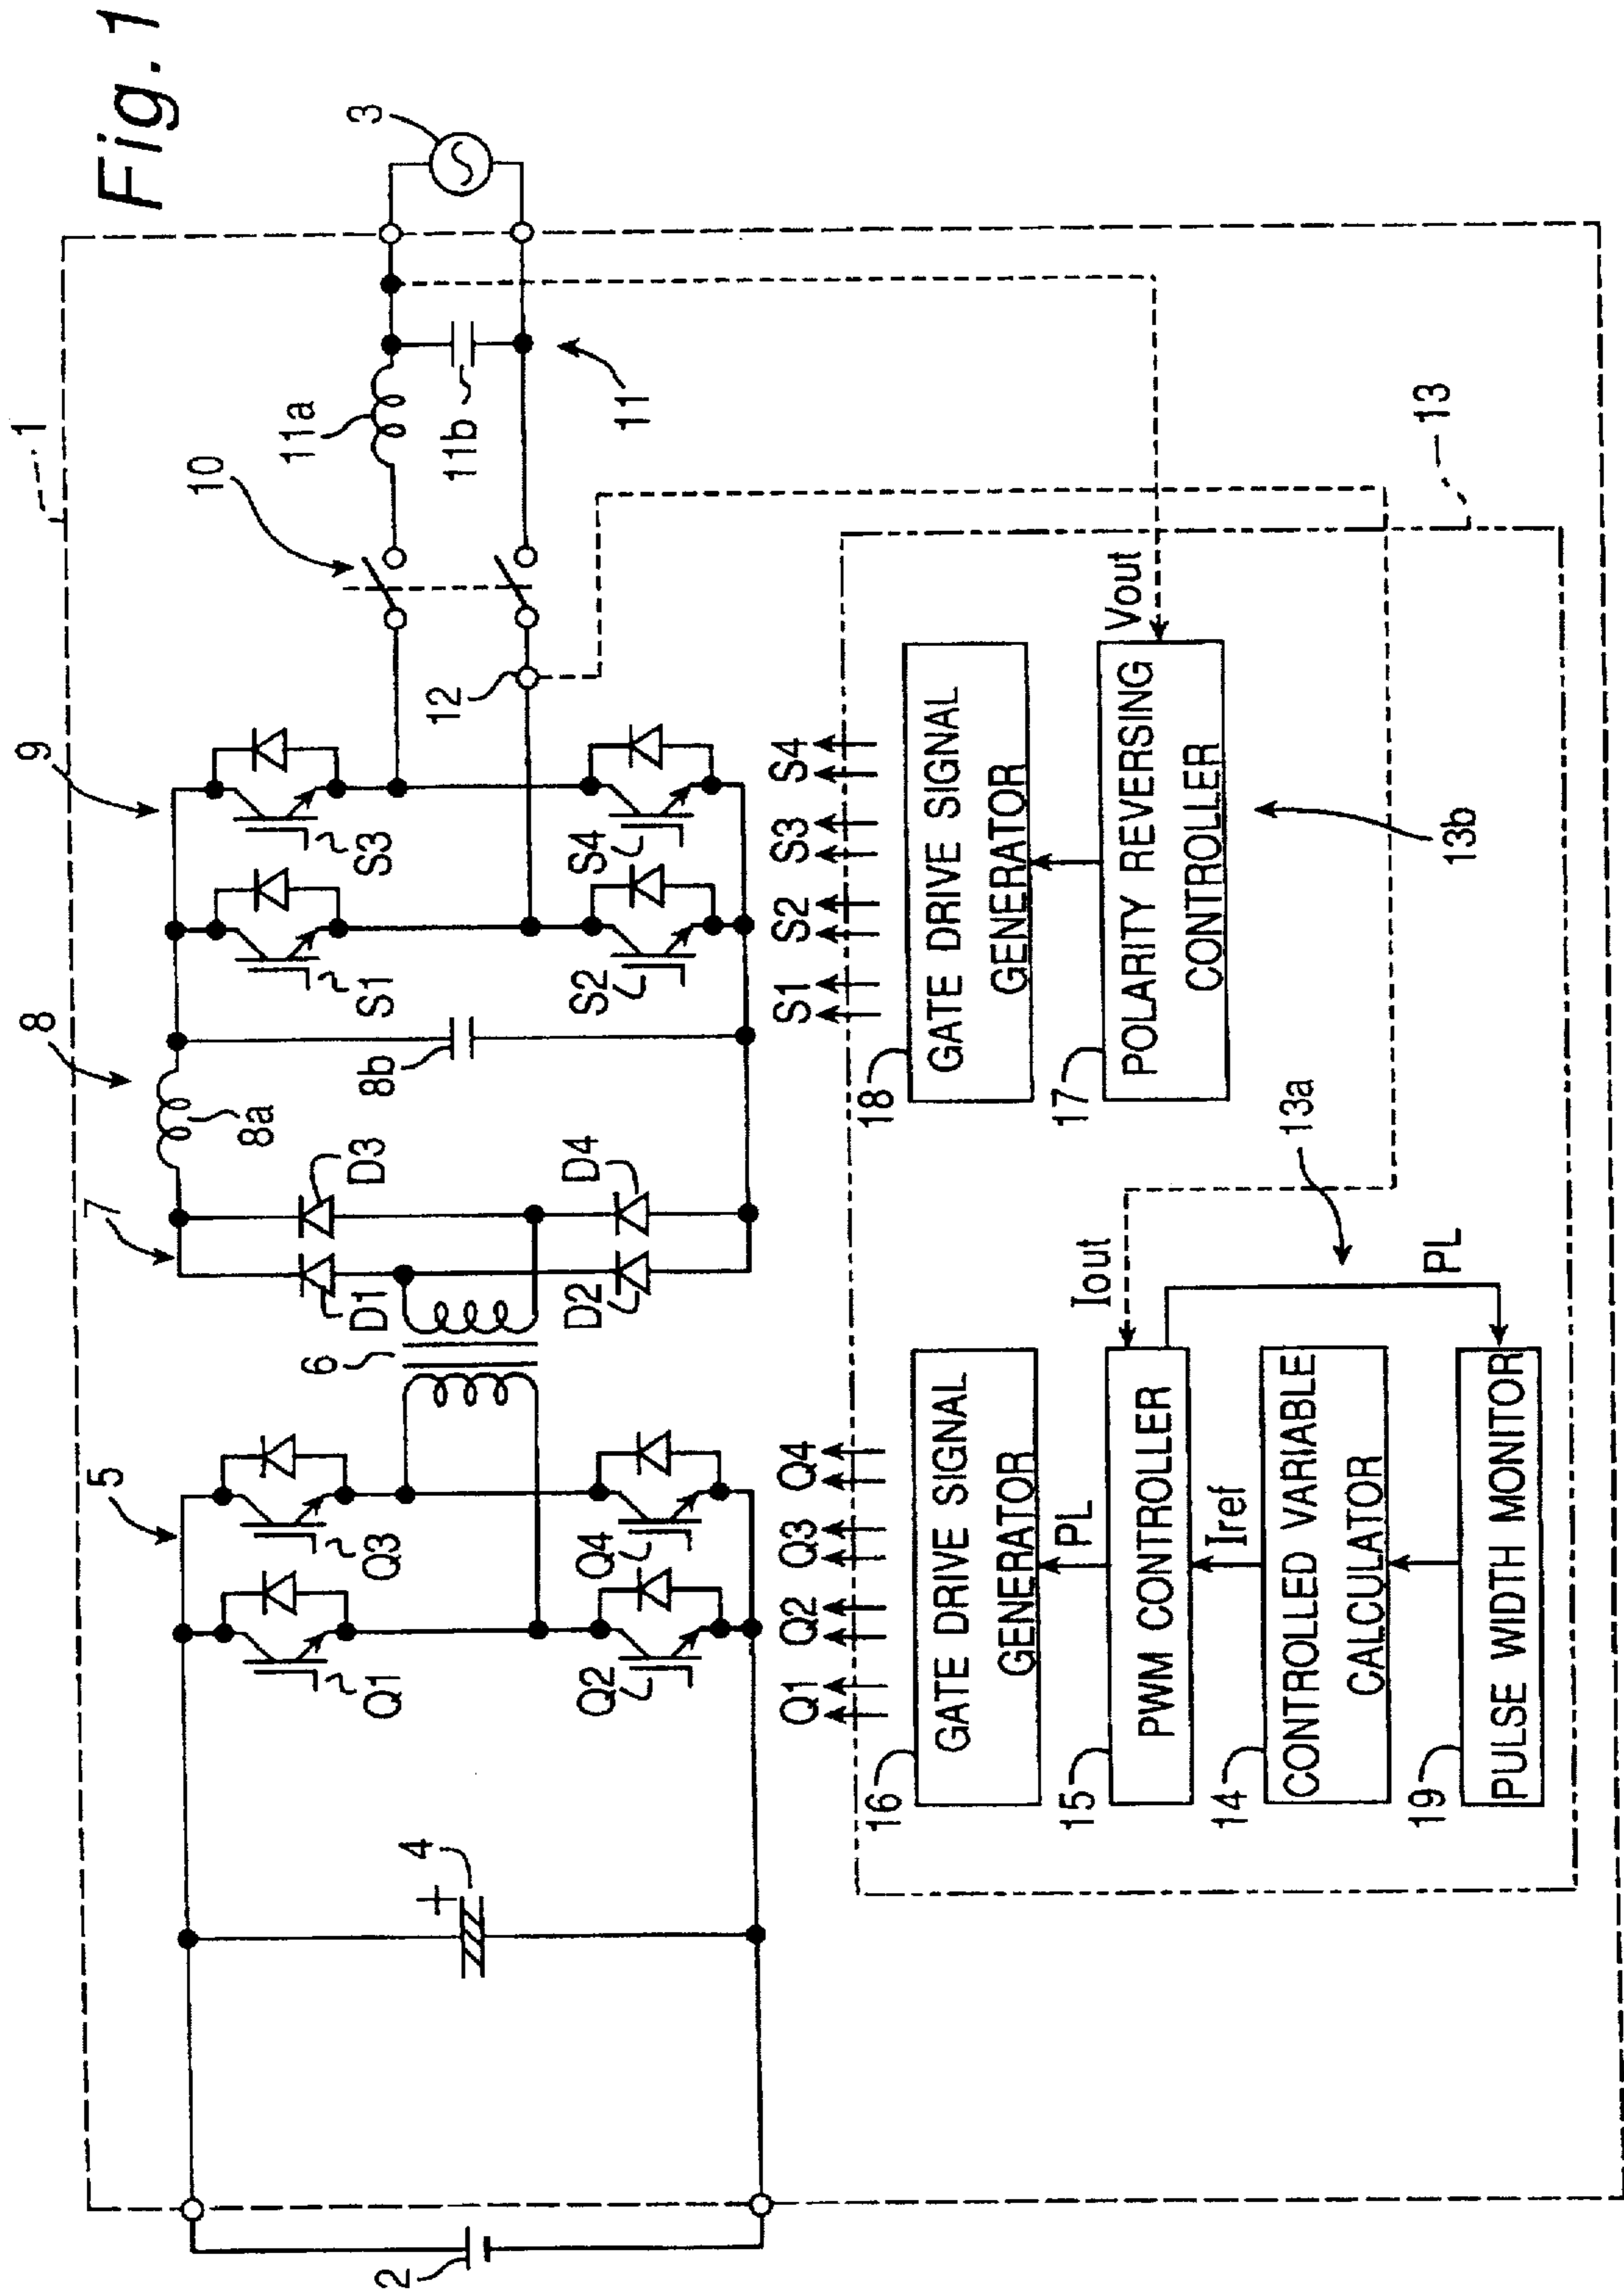 Fig. 1
1
5
7
8
9
10
3
Q1
Q3
D1
D3
8a
S1
S3
11a
2
4
+
6
8b
12
11b
11
Q2
Q4
D2
D4
S2
S4
Q1 Q2 Q3 Q4
S1 S2 S3 S4
13
16
GATE DRIVE SIGNAL
GENERATOR
PL
Iout
15
PWM CONTROLLER
Iref
14
CONTROLLED VARIABLE
CALCULATOR
19
PULSE WIDTH MONITOR
PL
13a
18
GATE DRIVE SIGNAL
GENERATOR
Vout
17
POLARITY REVERSING
CONTROLLER
13b